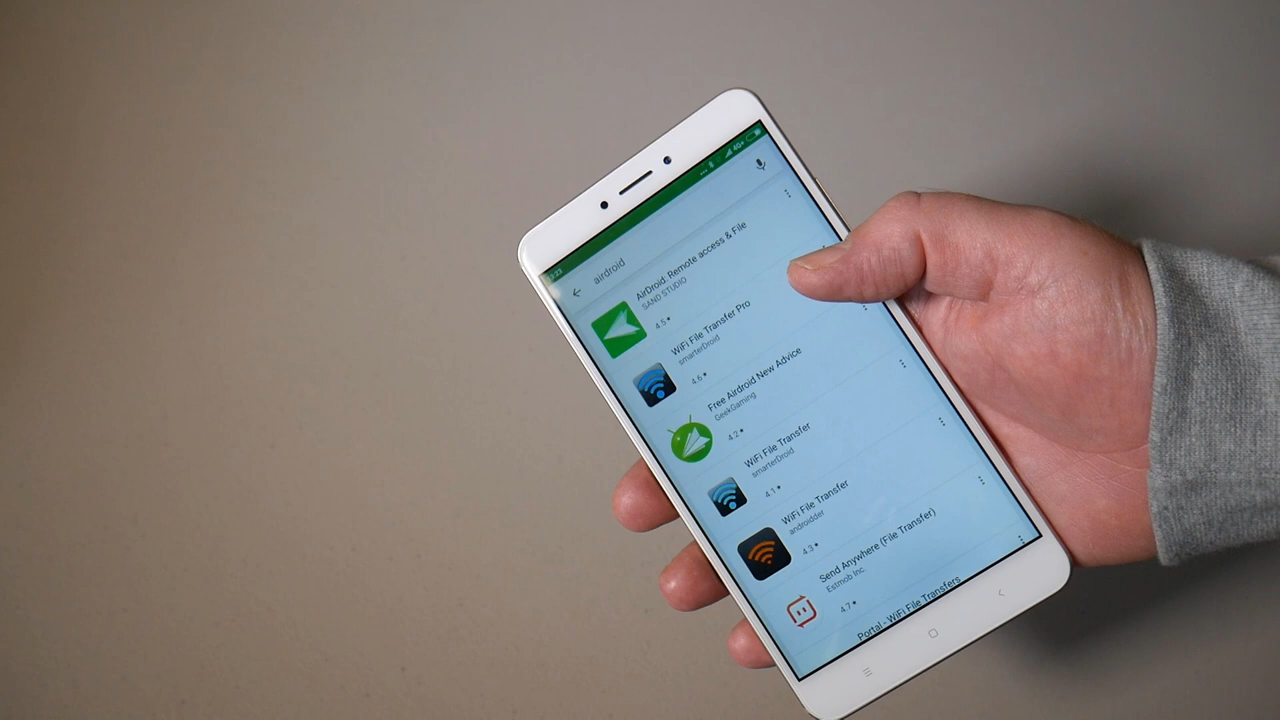 4G+
airdroid
AirDroid: Remote access & File
SAND STUDIO
4.5★
WiFi File Transfer Pro
smarterDroid
4.6★
Free Airdroid New Advice
GeekGaming
4.2★
WiFi File Transfer
smarterDroid
4.1★
WiFi File Transfer
androidder
4.3★
Send Anywhere (File Transfer)
Estmob Inc.
4.7★
Portal - WiFi File Transfers